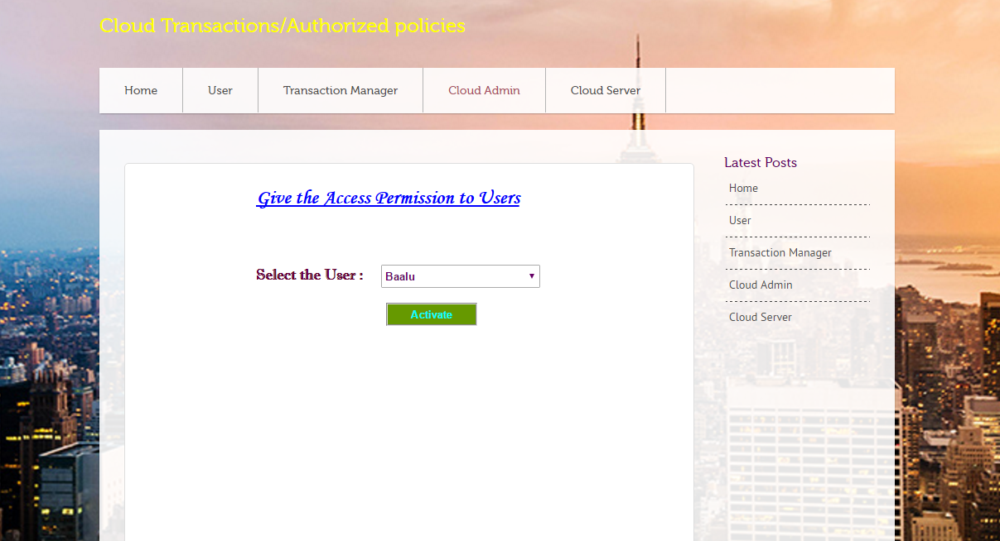 Cloud Transactions/Authorized policies
Home User Transaction Manager Cloud Admin Cloud Server
Give the Access Permission to Users
Select the User : Baalu
Activate
Latest Posts
Home
User
Transaction Manager
Cloud Admin
Cloud Server